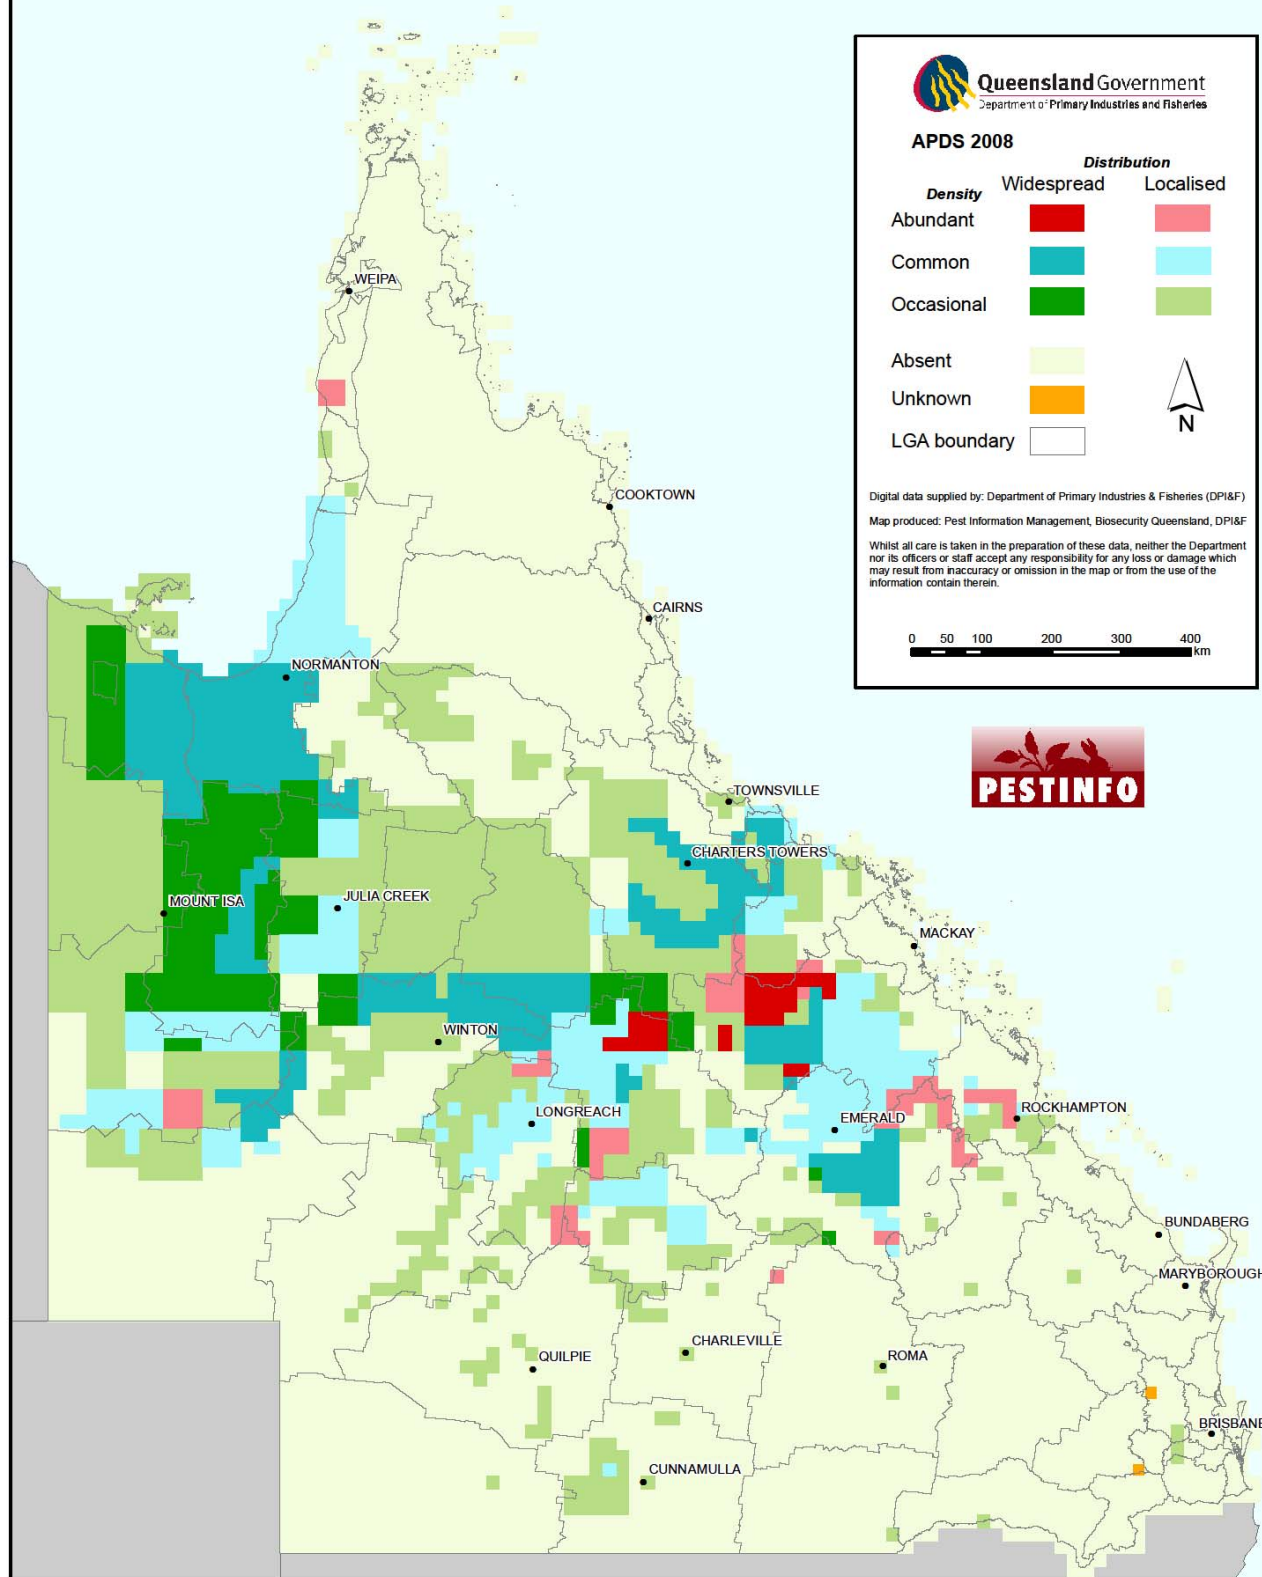 Queensland Government
Department of Primary Industries and Fisheries
APDS 2008
Distribution
Density Widespread Localised
Abundant
Common
Occasional
Absent
Unknown
N
LGA boundary
Digital data supplied by: Department of Primary Industries & Fisheries (DPI&F)
Map produced: Pest Information Management, Biosecurity Queensland, DPI&F
Whilst all care is taken in the preparation of these data, neither the Department
nor its officers or staff accept any responsibility for any loss or damage which
may result from inaccuracy or omission in the map or from the use of the
information contain therein.
0 50 100 200 300 400
km
PESTINFO
WEIPA
COOKTOWN
CAIRNS
NORMANTON
TOWNSVILLE
CHARTERS TOWERS
JULIA CREEK
MOUNT ISA
MACKAY
WINTON
LONGREACH
EMERALD
ROCKHAMPTON
BUNDABERG
MARYBOROUGH
CHARLEVILLE
QUILPIE
ROMA
BRISBANE
CUNNAMULLA